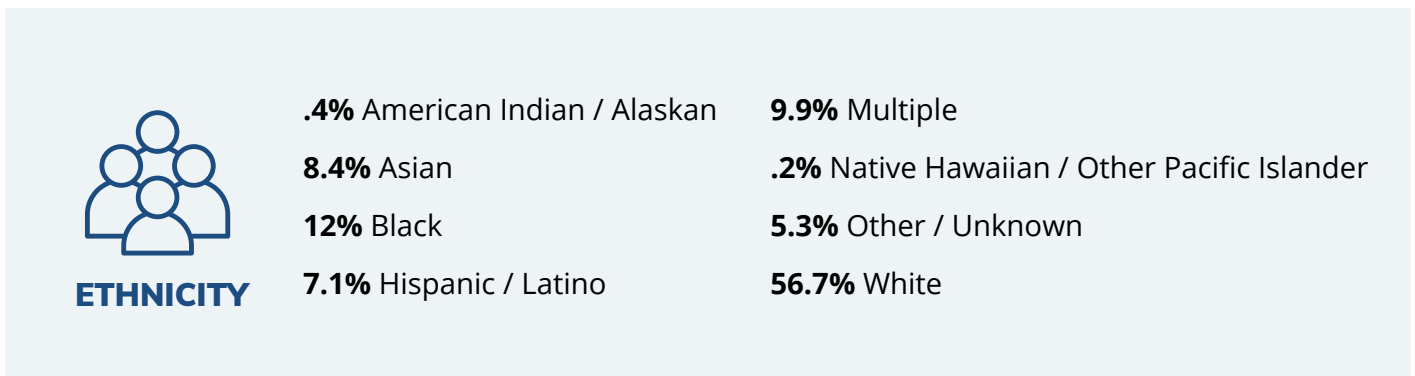 ETHNICITY
.4% American Indian / Alaskan
8.4% Asian
12% Black
7.1% Hispanic / Latino
9.9% Multiple
.2% Native Hawaiian / Other Pacific Islander
5.3% Other / Unknown
56.7% White